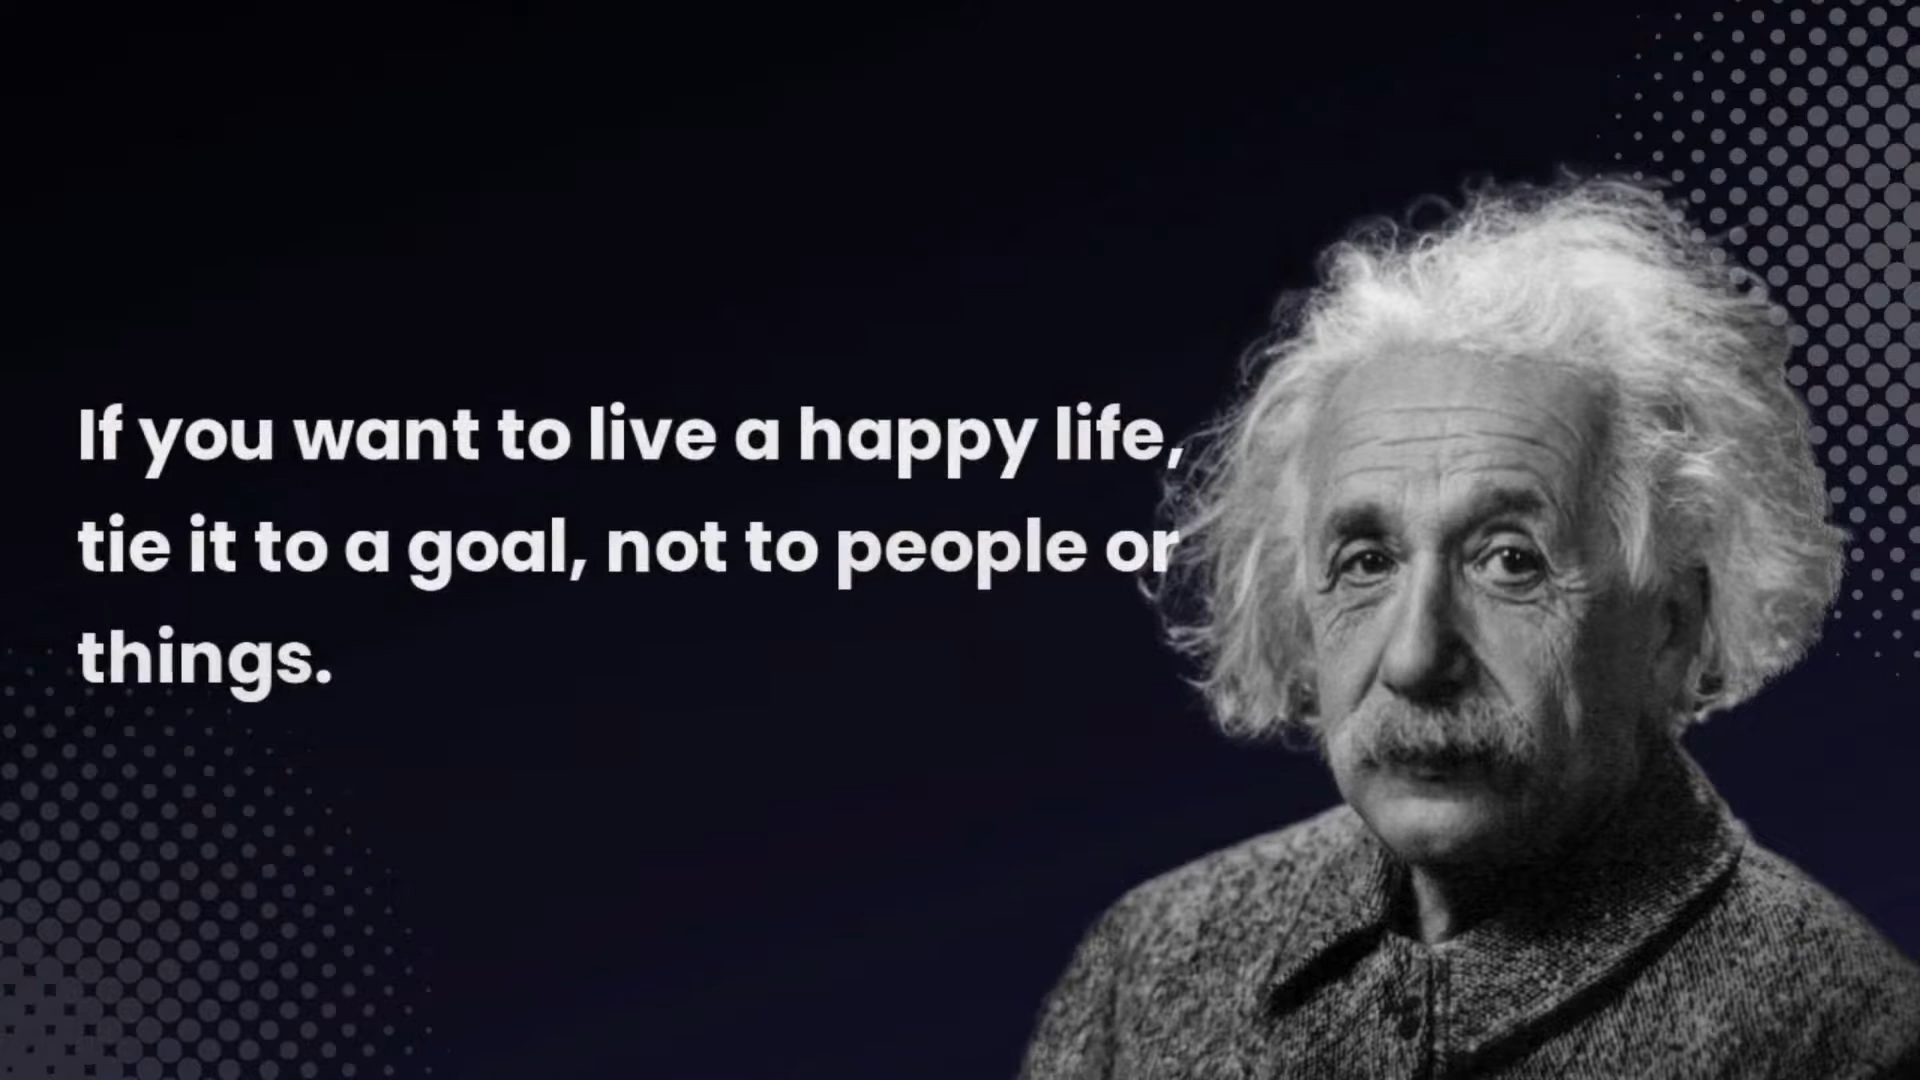 If you want to live a happy life,
tie it to a goal, not to people or
things.